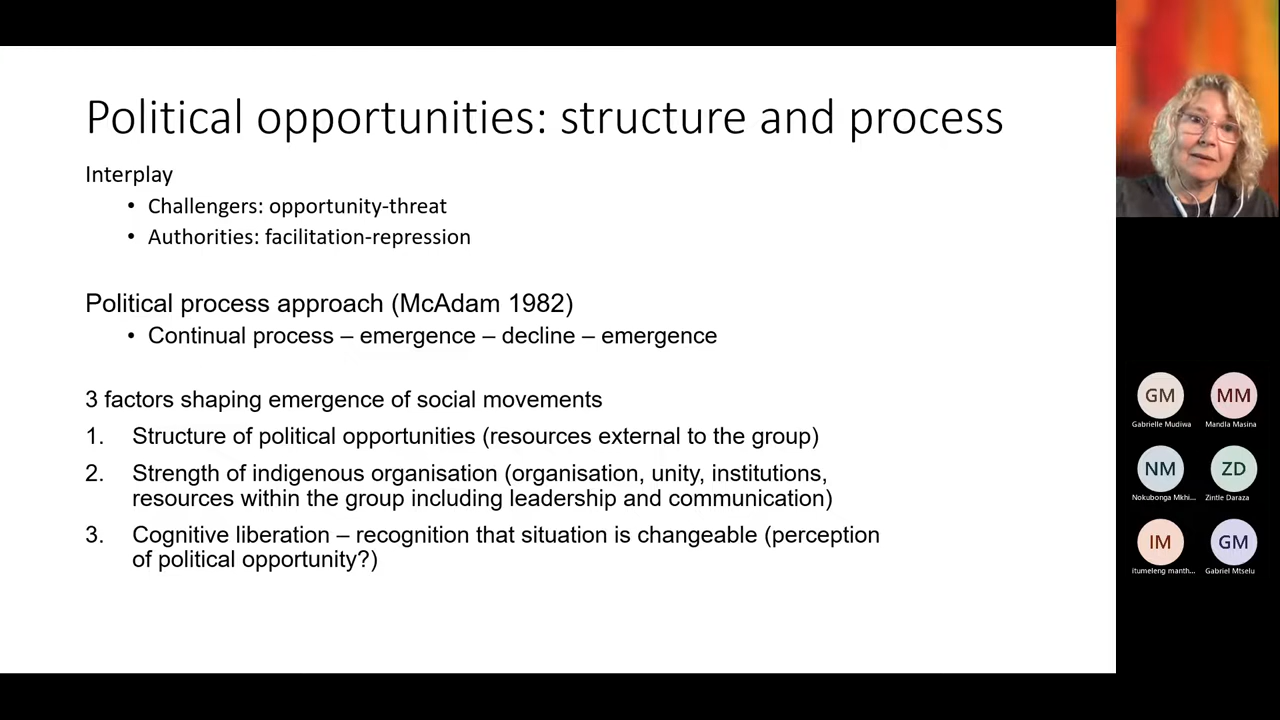 Political opportunities: structure and process
Interplay
• Challengers: opportunity-threat
• Authorities: facilitation-repression
Political process approach (McAdam 1982)
• Continual process – emergence – decline – emergence
3 factors shaping emergence of social movements
1. Structure of political opportunities (resources external to the group)
2. Strength of indigenous organisation (organisation, unity, institutions,
resources within the group including leadership and communication)
3. Cognitive liberation – recognition that situation is changeable (perception
of political opportunity?)
GM MM
Gabrielle Mudiwa Mandla Masina
NM ZD
Nokubonga Mkhi... Zintle Daraza
IM GM
itumeleng manth... Gabriel Mtselu